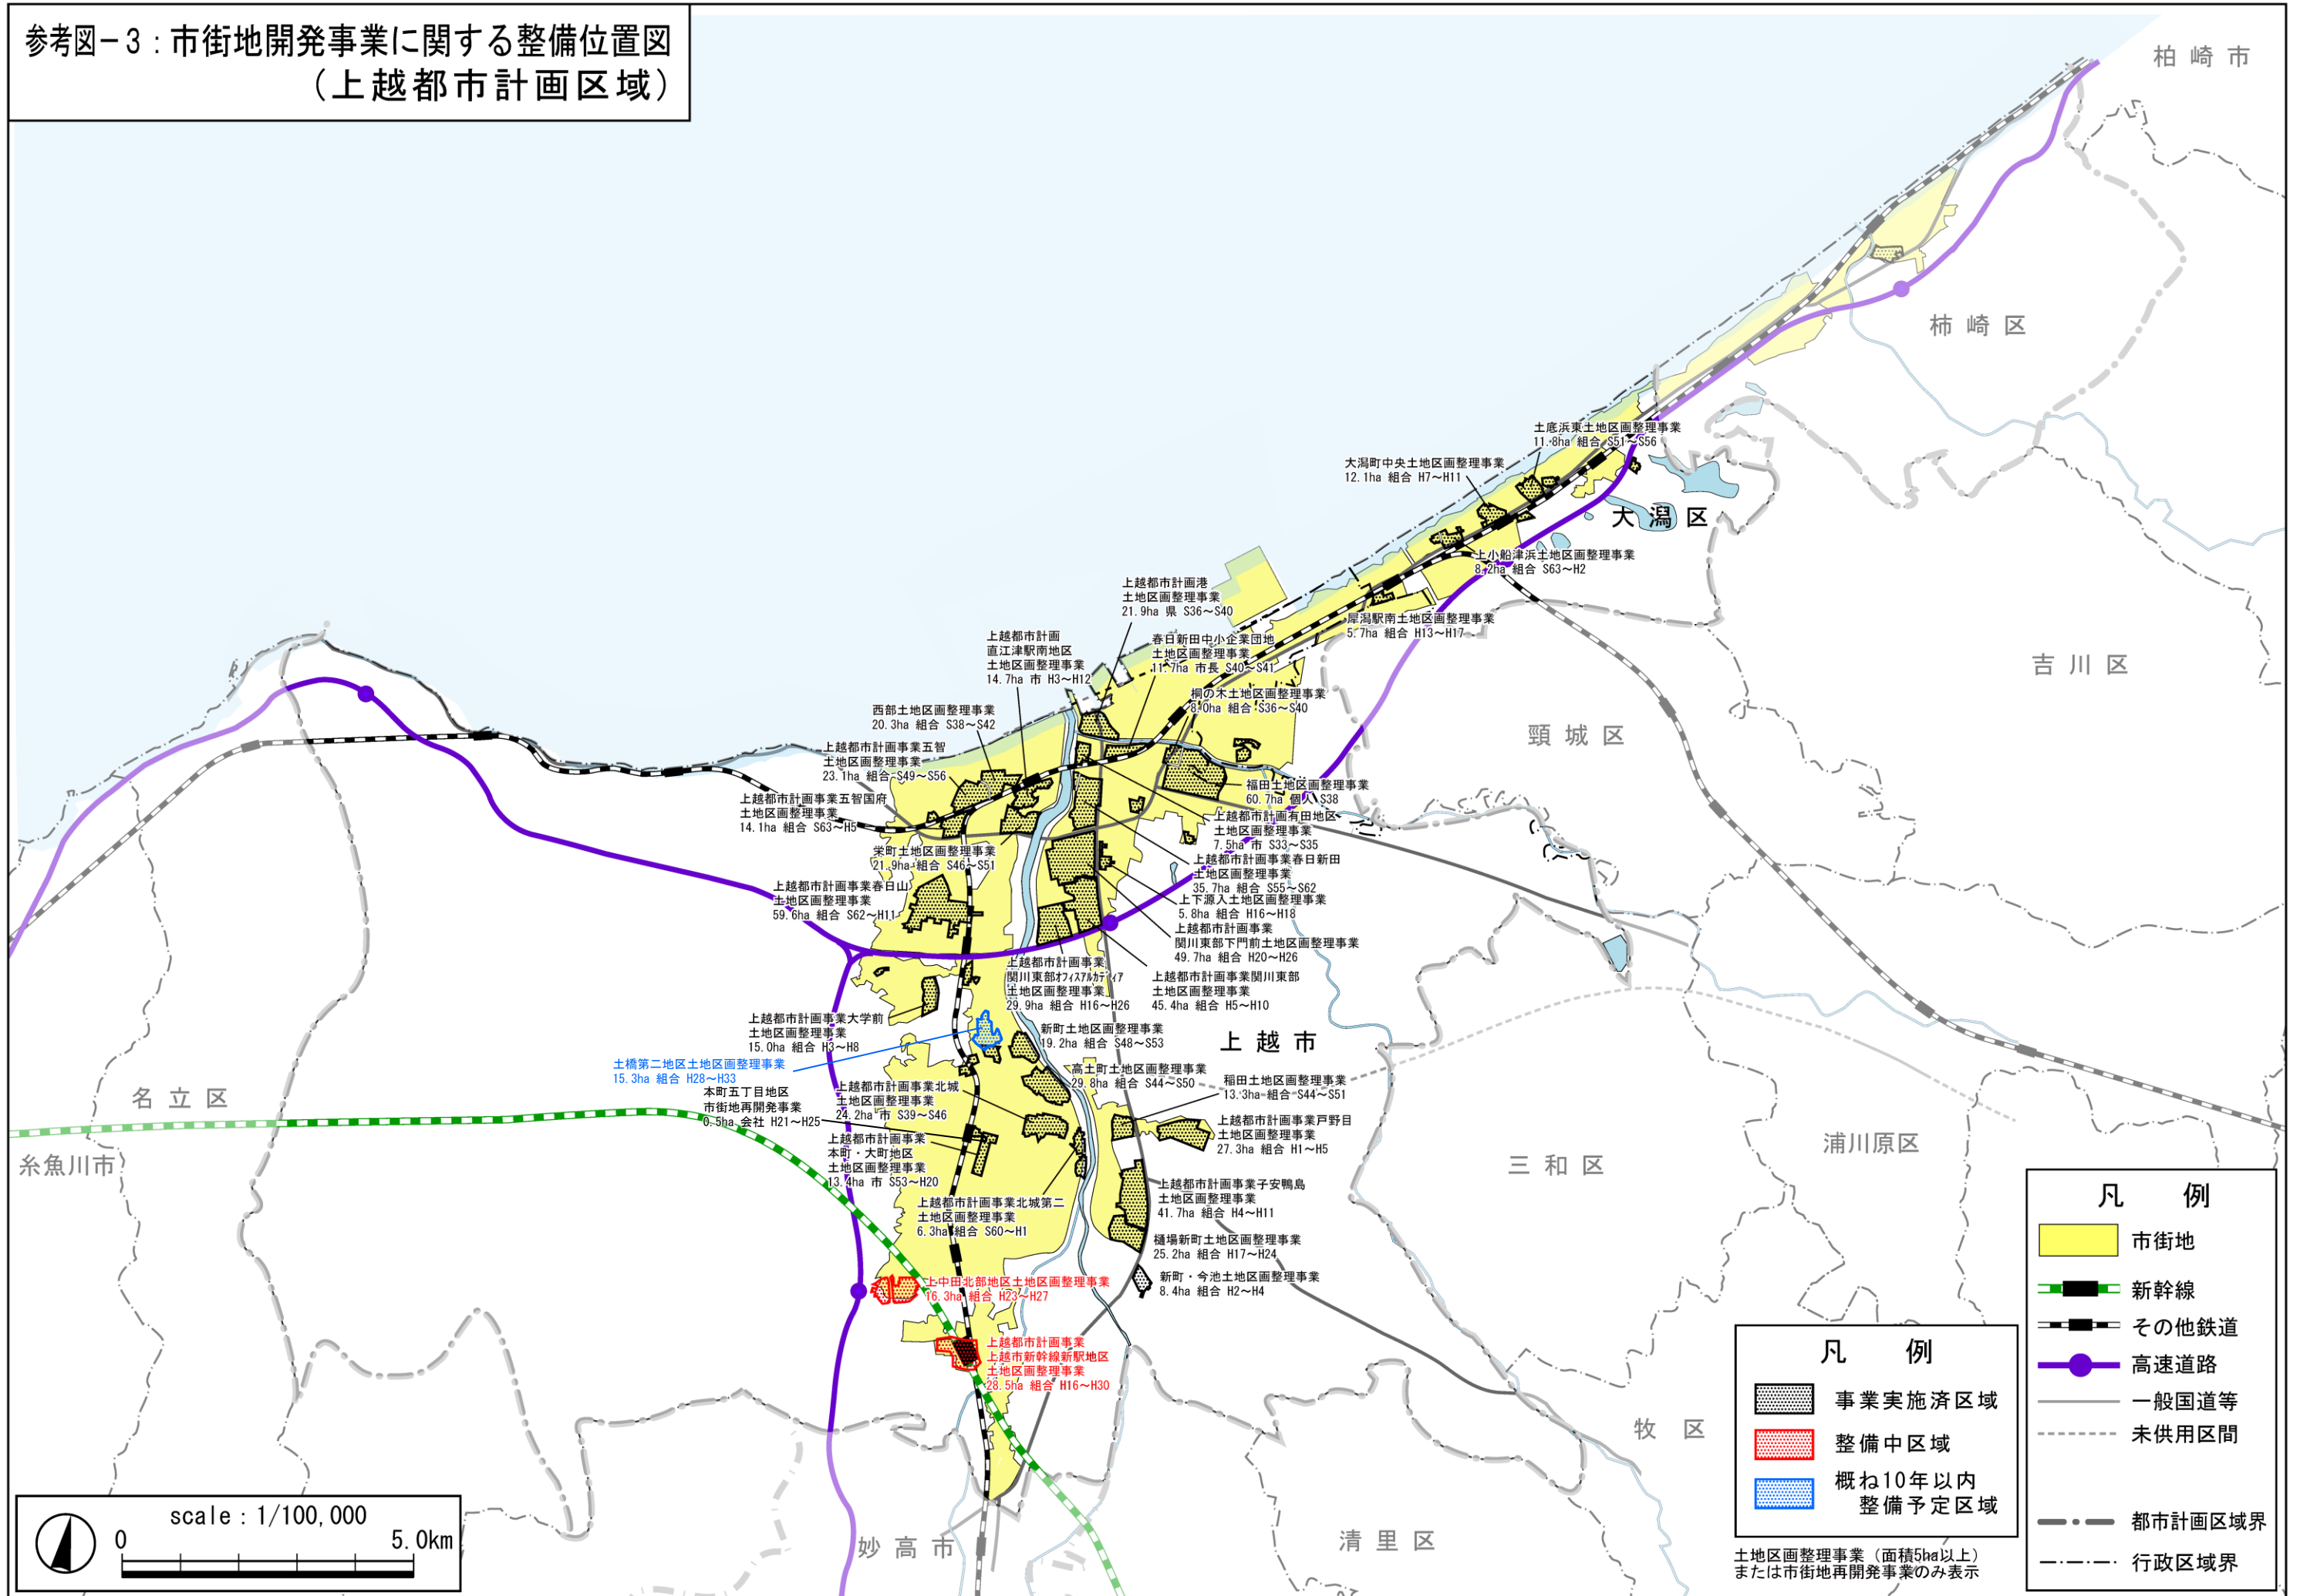 参考図－3：市街地開発事業に関する整備位置図
（上越都市計画区域）
柏崎市
柿崎区
土底浜東土地区画整理事業
11.8ha 組合 S51～S56
大潟町中央土地区画整理事業
12.1ha 組合 H7～H11
大潟区
上小船津浜土地区画整理事業
8.2ha 組合 S63～H2
上越都市計画港
土地区画整理事業
21.9ha 県 S36～S40
犀潟駅南土地区画整理事業
5.7ha 組合 H13～H17
上越都市計画
直江津駅南地区
土地区画整理事業
14.7ha 市 H3～H12
春日新田中小企業団地
土地区画整理事業
11.7ha 市長 S40～S41
吉川区
桐の木土地区画整理事業
8.0ha 組合 S36～S40
西部土地区画整理事業
20.3ha 組合 S38～S42
頸城区
上越都市計画事業五智
土地区画整理事業
23.1ha 組合 S49～S56
福田土地区画整理事業
60.7ha 個人 S38
上越都市計画事業五智国府
土地区画整理事業
14.1ha 組合 S63～H5
上越都市計画有田地区
土地区画整理事業
7.5ha 市 S33～S35
栄町土地区画整理事業
21.9ha 組合 S46～S51
上越都市計画事業春日新田
土地区画整理事業
35.7ha 組合 S55～S62
上越都市計画事業春日山
土地区画整理事業
59.6ha 組合 S62～H11
上下源入土地区画整理事業
5.8ha 組合 H16～H18
上越都市計画事業
関川東部下門前土地区画整理事業
49.7ha 組合 H20～H26
上越都市計画事業
関川東部ｵﾌｨｽｱﾙｶﾃﾞｨｱ
土地区画整理事業
29.9ha 組合 H16～H26
上越都市計画事業関川東部
土地区画整理事業
45.4ha 組合 H5～H10
上越都市計画事業大学前
土地区画整理事業
15.0ha 組合 H3～H8
新町土地区画整理事業
19.2ha 組合 S48～S53
上越市
土橋第二地区土地区画整理事業
15.3ha 組合 H28～H33
高土町土地区画整理事業
29.8ha 組合 S44～S50
稲田土地区画整理事業
13.3ha 組合 S44～S51
名立区
本町五丁目地区
市街地再開発事業
0.5ha 会社 H21～H25
上越都市計画事業北城
土地区画整理事業
24.2ha 市 S39～S46
上越都市計画事業戸野目
土地区画整理事業
27.3ha 組合 H1～H5
上越都市計画事業
本町・大町地区
土地区画整理事業
13.4ha 市 S53～H20
糸魚川市
三和区
浦川原区
上越都市計画事業子安鴨島
土地区画整理事業
41.7ha 組合 H4～H11
上越都市計画事業北城第二
土地区画整理事業
6.3ha 組合 S60～H1
樋場新町土地区画整理事業
25.2ha 組合 H17～H24
新町・今池土地区画整理事業
8.4ha 組合 H2～H4
上中田北部地区土地区画整理事業
16.3ha 組合 H23～H27
上越都市計画事業
上越市新幹線新駅地区
土地区画整理事業
28.5ha 組合 H16～H30
牧区
清里区
妙高市
scale：1/100,000
0 5.0km
凡例
事業実施済区域
整備中区域
概ね10年以内
整備予定区域
土地区画整理事業（面積5ha以上）
または市街地再開発事業のみ表示
凡例
市街地
新幹線
その他鉄道
高速道路
一般国道等
未供用区間
都市計画区域界
行政区域界